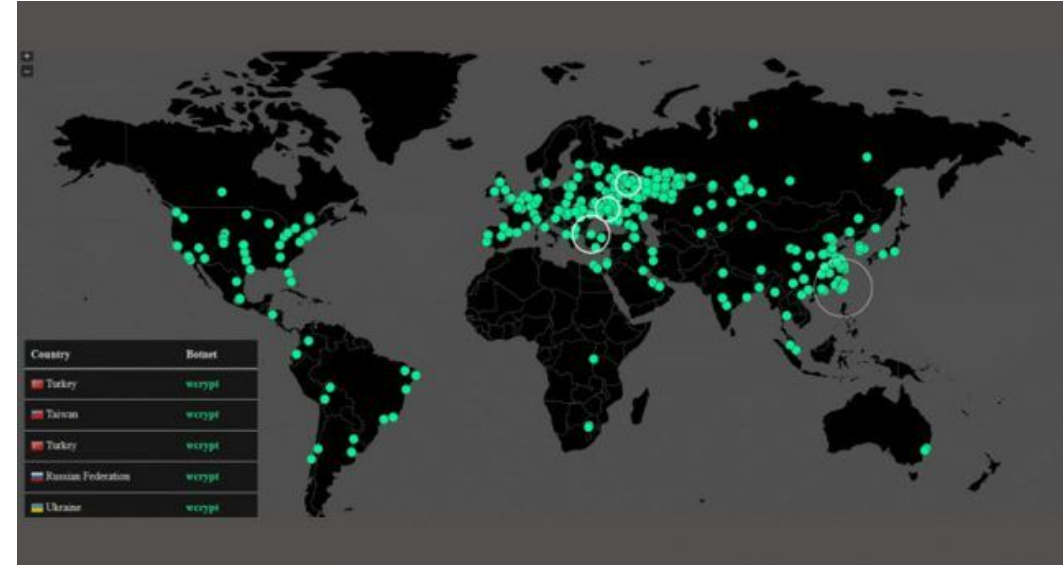 +
-
Country Botnet
Turkey wcrypt
Taiwan wcrypt
Turkey wcrypt
Russian Federation wcrypt
Ukraine wcrypt